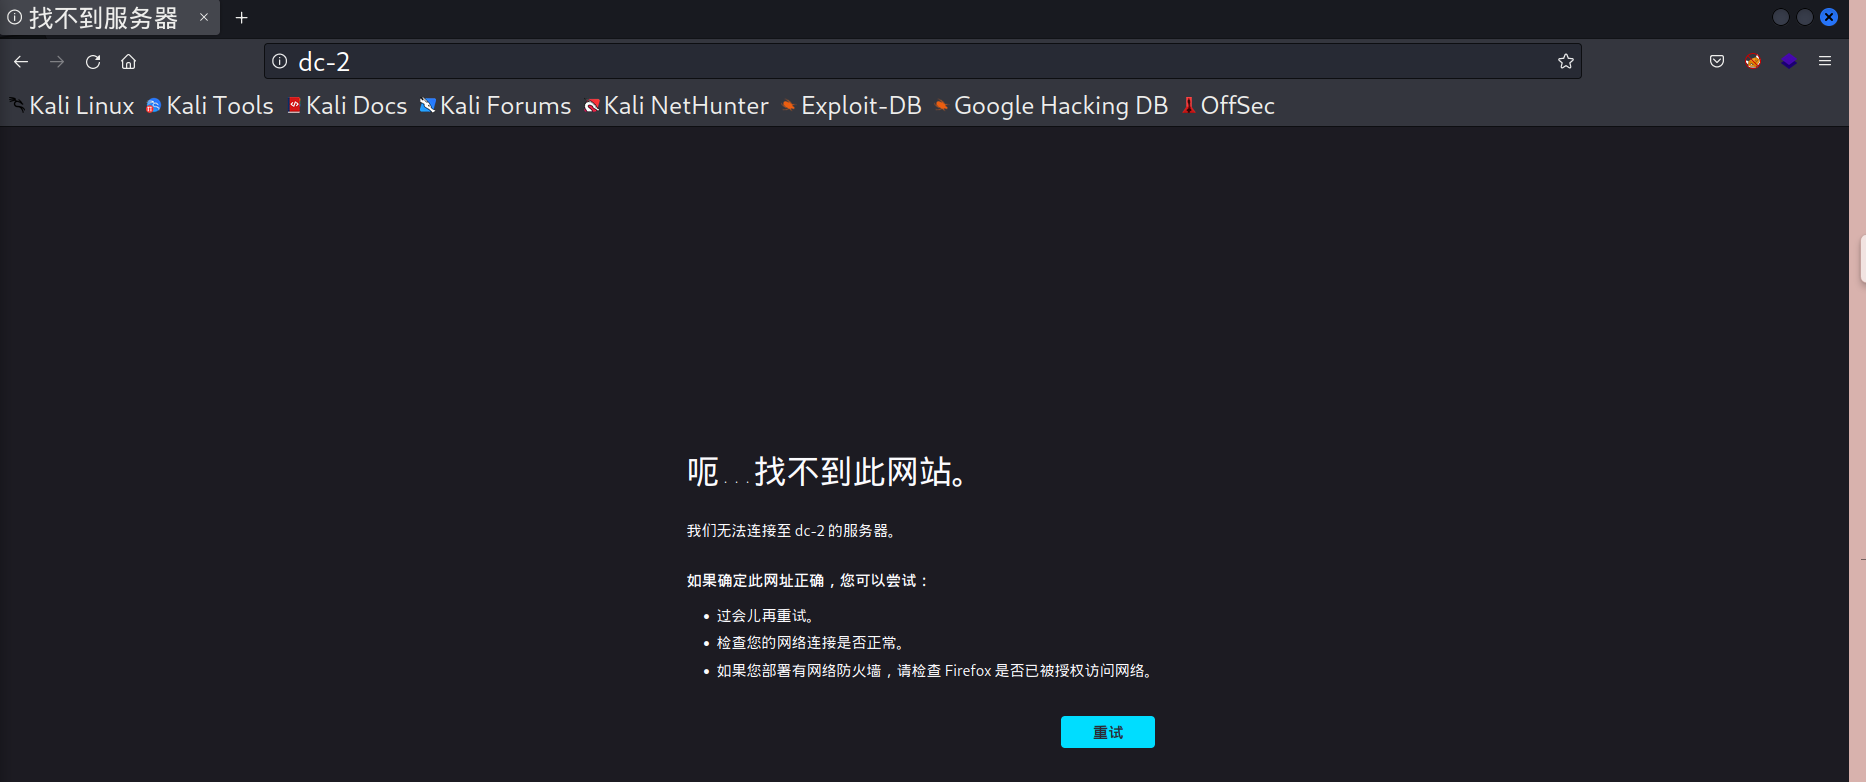 找不到服务器
dc-2
Kali Linux Kali Tools Kali Docs Kali Forums Kali NetHunter Exploit-DB Google Hacking DB OffSec
呃...找不到此网站。
我们无法连接至 dc-2 的服务器。
如果确定此网址正确，您可以尝试：
• 过会儿再重试。
• 检查您的网络连接是否正常。
• 如果您部署有网络防火墙，请检查 Firefox 是否已被授权访问网络。
重试